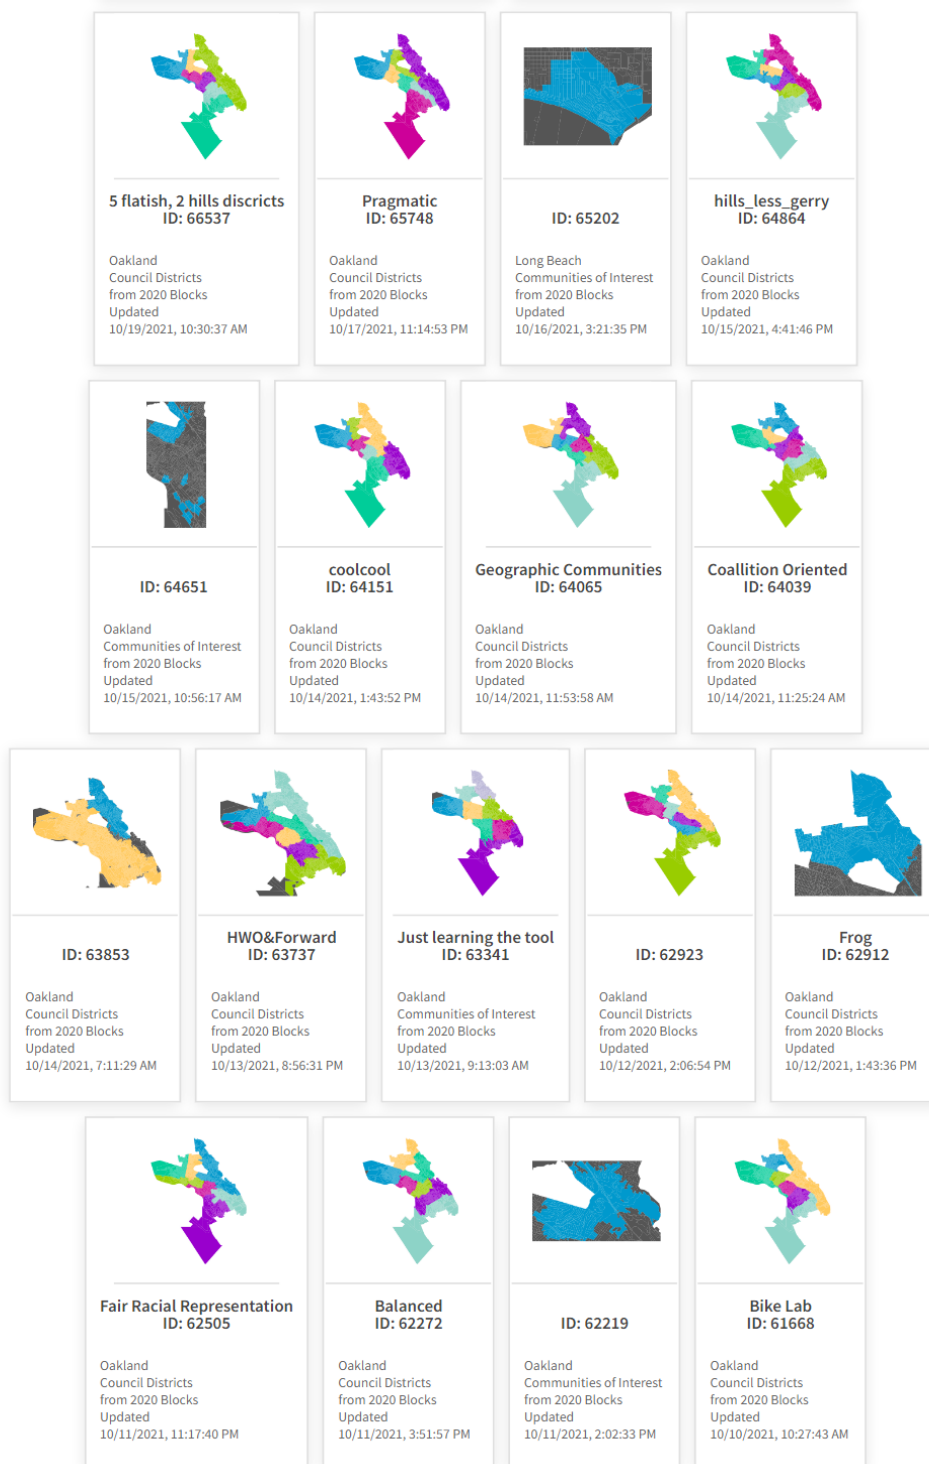 5 flatish, 2 hills discricts
ID: 66537
Oakland
Council Districts
from 2020 Blocks
Updated
10/19/2021, 10:30:37 AM
Pragmatic
ID: 65748
Oakland
Council Districts
from 2020 Blocks
Updated
10/17/2021, 11:14:53 PM
ID: 65202
Long Beach
Communities of Interest
from 2020 Blocks
Updated
10/16/2021, 3:21:35 PM
hills_less_gerry
ID: 64864
Oakland
Council Districts
from 2020 Blocks
Updated
10/15/2021, 4:41:46 PM
ID: 64651
Oakland
Communities of Interest
from 2020 Blocks
Updated
10/15/2021, 10:56:17 AM
coolcool
ID: 64151
Oakland
Council Districts
from 2020 Blocks
Updated
10/14/2021, 1:43:52 PM
Geographic Communities
ID: 64065
Oakland
Council Districts
from 2020 Blocks
Updated
10/14/2021, 11:53:58 AM
Coallition Oriented
ID: 64039
Oakland
Council Districts
from 2020 Blocks
Updated
10/14/2021, 11:25:24 AM
ID: 63853
Oakland
Council Districts
from 2020 Blocks
Updated
10/14/2021, 7:11:29 AM
HWO&Forward
ID: 63737
Oakland
Council Districts
from 2020 Blocks
Updated
10/13/2021, 8:56:31 PM
Just learning the tool
ID: 63341
Oakland
Communities of Interest
from 2020 Blocks
Updated
10/13/2021, 9:13:03 AM
ID: 62923
Oakland
Council Districts
from 2020 Blocks
Updated
10/12/2021, 2:06:54 PM
Frog
ID: 62912
Oakland
Council Districts
from 2020 Blocks
Updated
10/12/2021, 1:43:36 PM
Fair Racial Representation
ID: 62505
Oakland
Council Districts
from 2020 Blocks
Updated
10/11/2021, 11:17:40 PM
Balanced
ID: 62272
Oakland
Council Districts
from 2020 Blocks
Updated
10/11/2021, 3:51:57 PM
ID: 62219
Oakland
Communities of Interest
from 2020 Blocks
Updated
10/11/2021, 2:02:33 PM
Bike Lab
ID: 61668
Oakland
Council Districts
from 2020 Blocks
Updated
10/10/2021, 10:27:43 AM